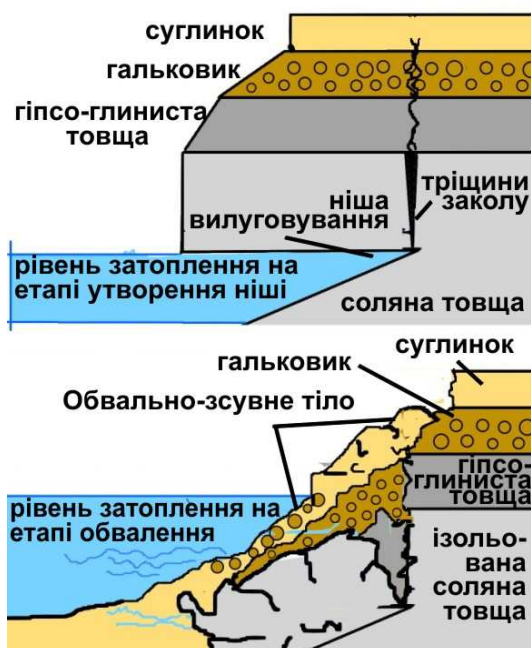 суглинок
гальковик
гіпсо-глиниста
товща
ніша
вилуговування
тріщини
заколу
рівень затоплення на
етапі утворення ніші
соляна товща
суглинок
гальковик
Обвально-зсувне тіло
гіпсо-
глиниста
товща
рівень затоплення на
етапі обвалення
ізольо-
вана
соляна
товща